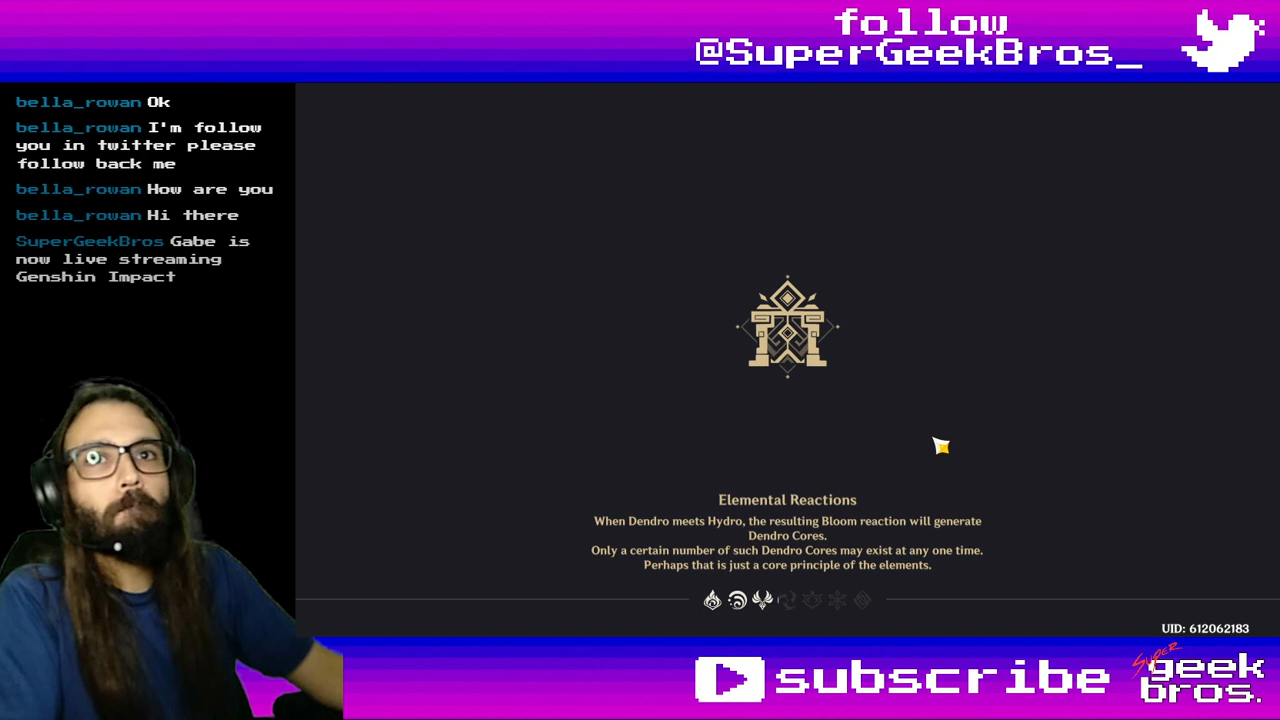 follow
@SuperGeekBros_
bella_rowan Ok
bella_rowan I'm follow
you in twitter please
follow back me
bella_rowan How are you
bella_rowan Hi there
SuperGeekBros Gabe is
now live streaming
Genshin Impact
Elemental Reactions
When Dendro meets Hydro, the resulting Bloom reaction will generate
Dendro Cores.
Only a certain number of such Dendro Cores may exist at any one time.
Perhaps that is just a core principle of the elements.
UID: 612062183
subscribe
super
geek
bros.